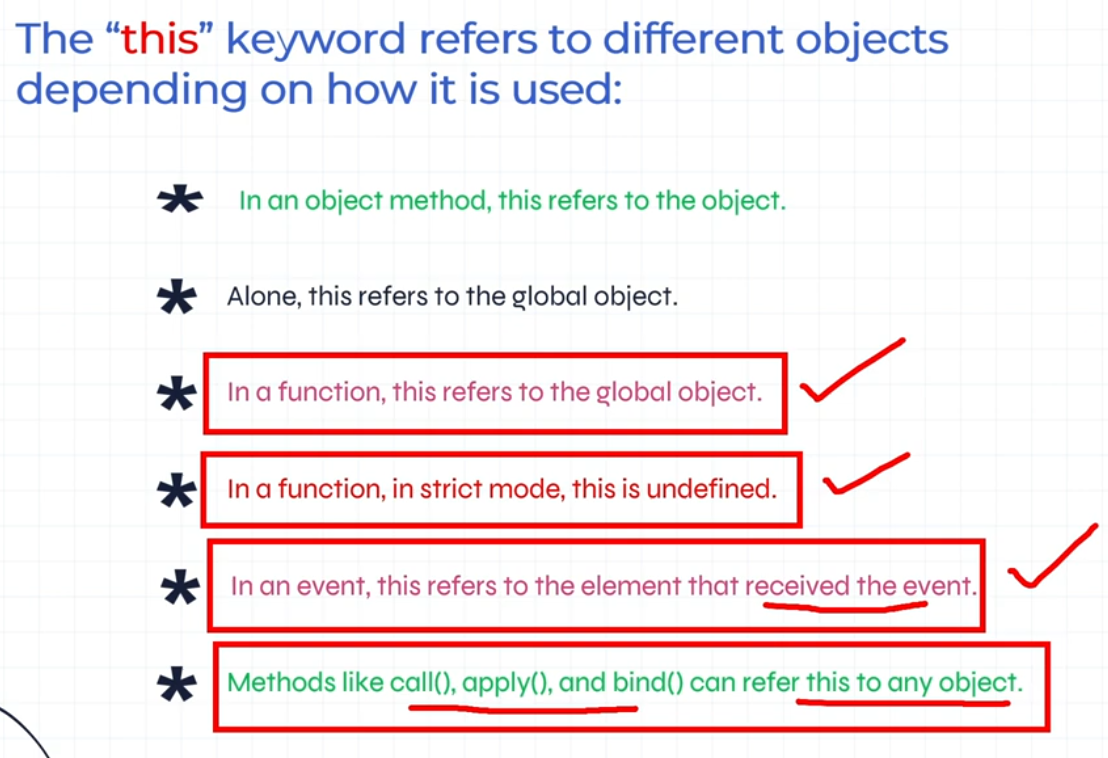 The “this” keyword refers to different objects
depending on how it is used:
* In an object method, this refers to the object.
* Alone, this refers to the global object.
* In a function, this refers to the global object.
* In a function, in strict mode, this is undefined.
* In an event, this refers to the element that received the event.
* Methods like call(), apply(), and bind() can refer this to any object.